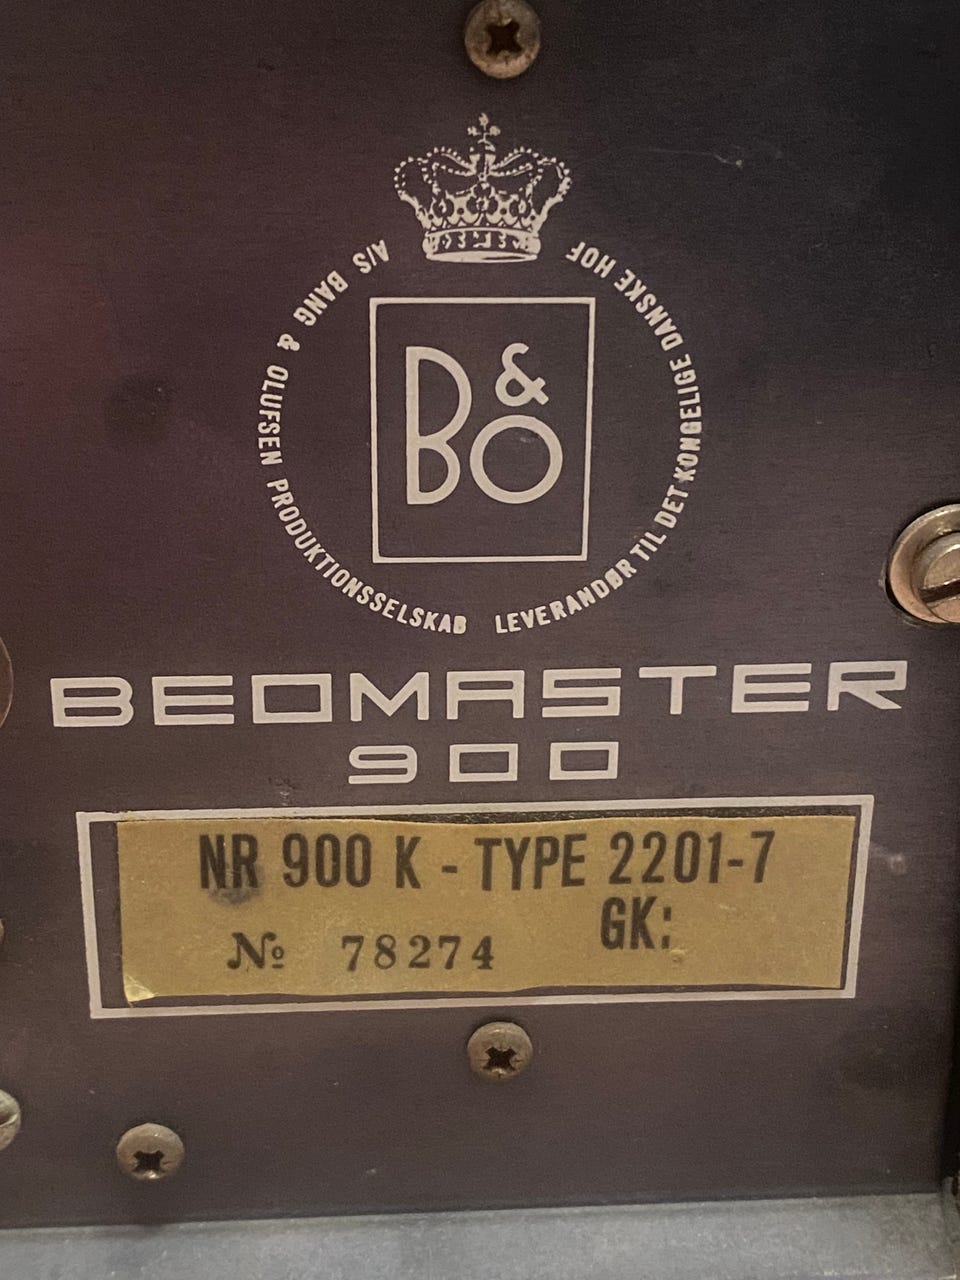 A/S BANG & OLUFSEN PRODUKTIONSSELSKAB LEVERANDØR TIL DET KONGELIGE DANSKE HOF
B&O
BEOMASTER
900
NR 900 K - TYPE 2201-7
GK:
№ 78274